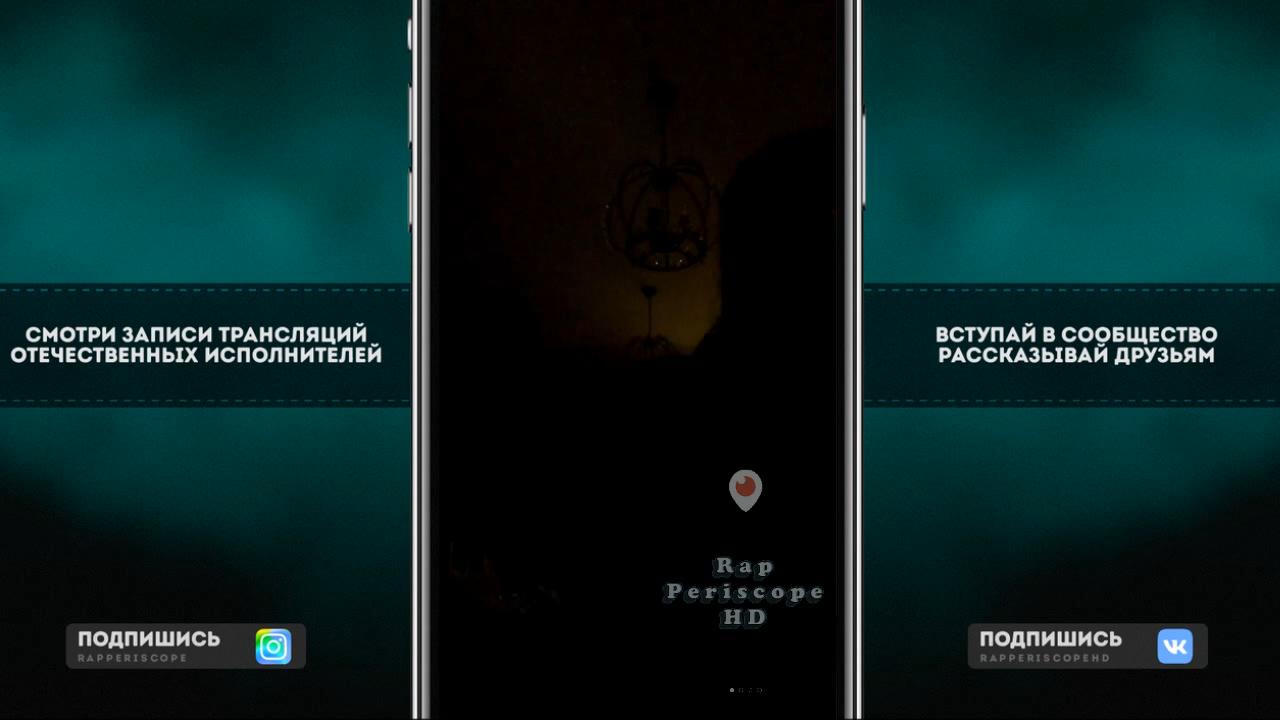 СМОТРИ ЗАПИСИ ТРАНСЛЯЦИЙ
ОТЕЧЕСТВЕННЫХ ИСПОЛНИТЕЛЕЙ
ВСТУПАЙ В СООБЩЕСТВО
РАССКАЗЫВАЙ ДРУЗЬЯМ
Rap
Periscope
HD
ПОДПИШИСЬ
RAPPERISCOPE
ПОДПИШИСЬ
RAPPERISCOPEHD